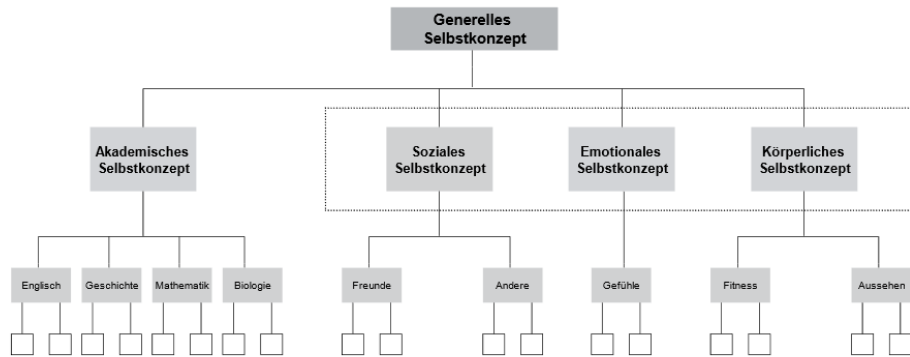 Generelles
Selbstkonzept
Akademisches
Selbstkonzept
Soziales
Selbstkonzept
Emotionales
Selbstkonzept
Körperliches
Selbstkonzept
Englisch
Geschichte
Mathematik
Biologie
Freunde
Andere
Gefühle
Fitness
Aussehen